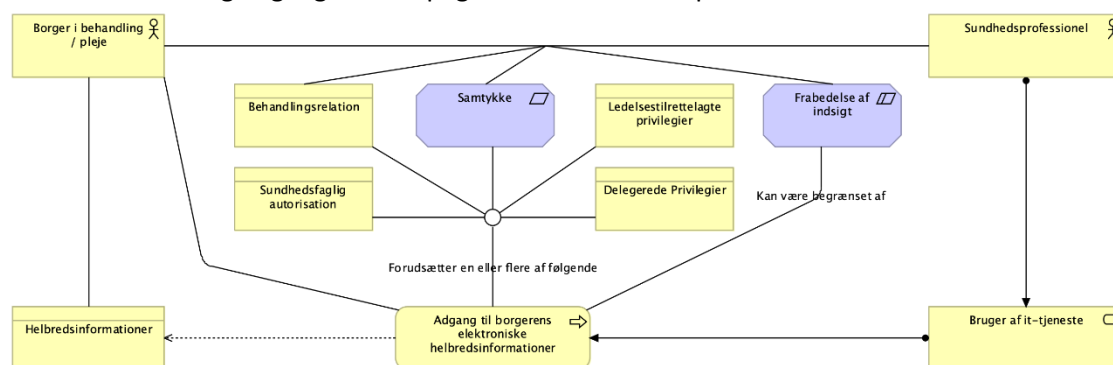 Borger i behandling
/ pleje
Sundhedsprofessionel
Behandlingsrelation
Samtykke
Ledelsestilrettelagte
privilegier
Frabedelse af
indsigt
Sundhedsfaglig
autorisation
Delegerede Privilegier
Kan være begrænset af
Forudsætter en eller flere af følgende
Helbredsinformationer
Adgang til borgerens
elektroniske
helbredsinformationer
Bruger af it-tjeneste